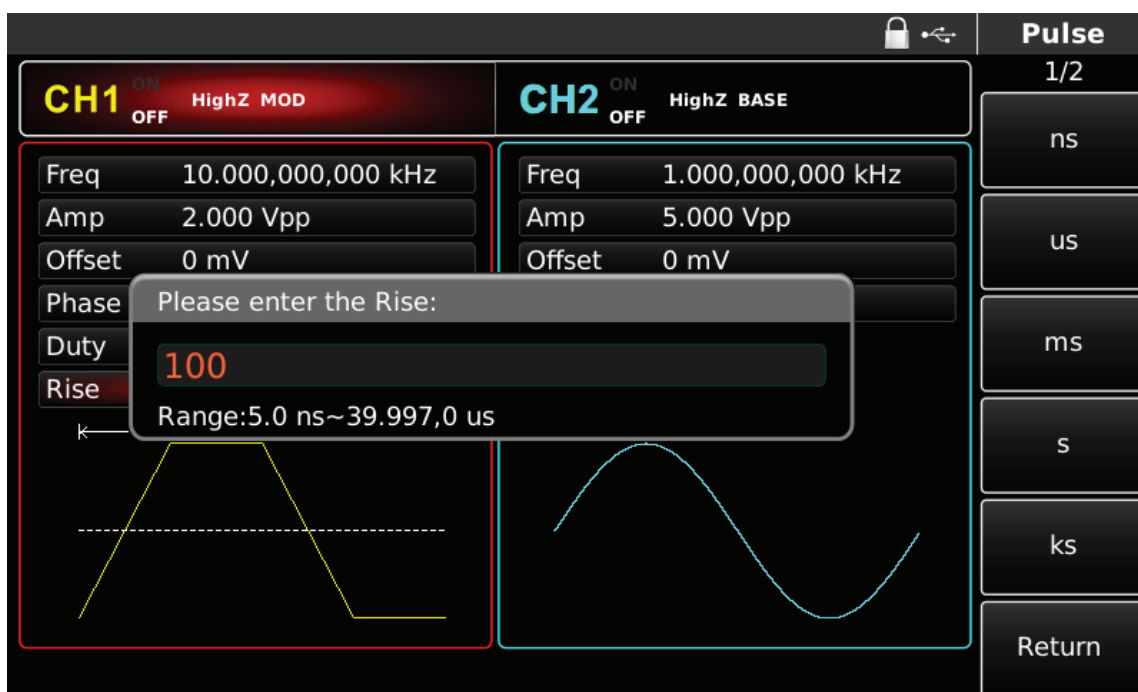 Pulse
1/2
CH1 ON OFF HighZ MOD
CH2 ON OFF HighZ BASE
Freq 10.000,000,000 kHz
Amp 2.000 Vpp
Offset 0 mV
Phase
Duty
Rise
Freq 1.000,000,000 kHz
Amp 5.000 Vpp
Offset 0 mV
Please enter the Rise:
100
Range:5.0 ns~39.997,0 us
ns
us
ms
s
ks
Return